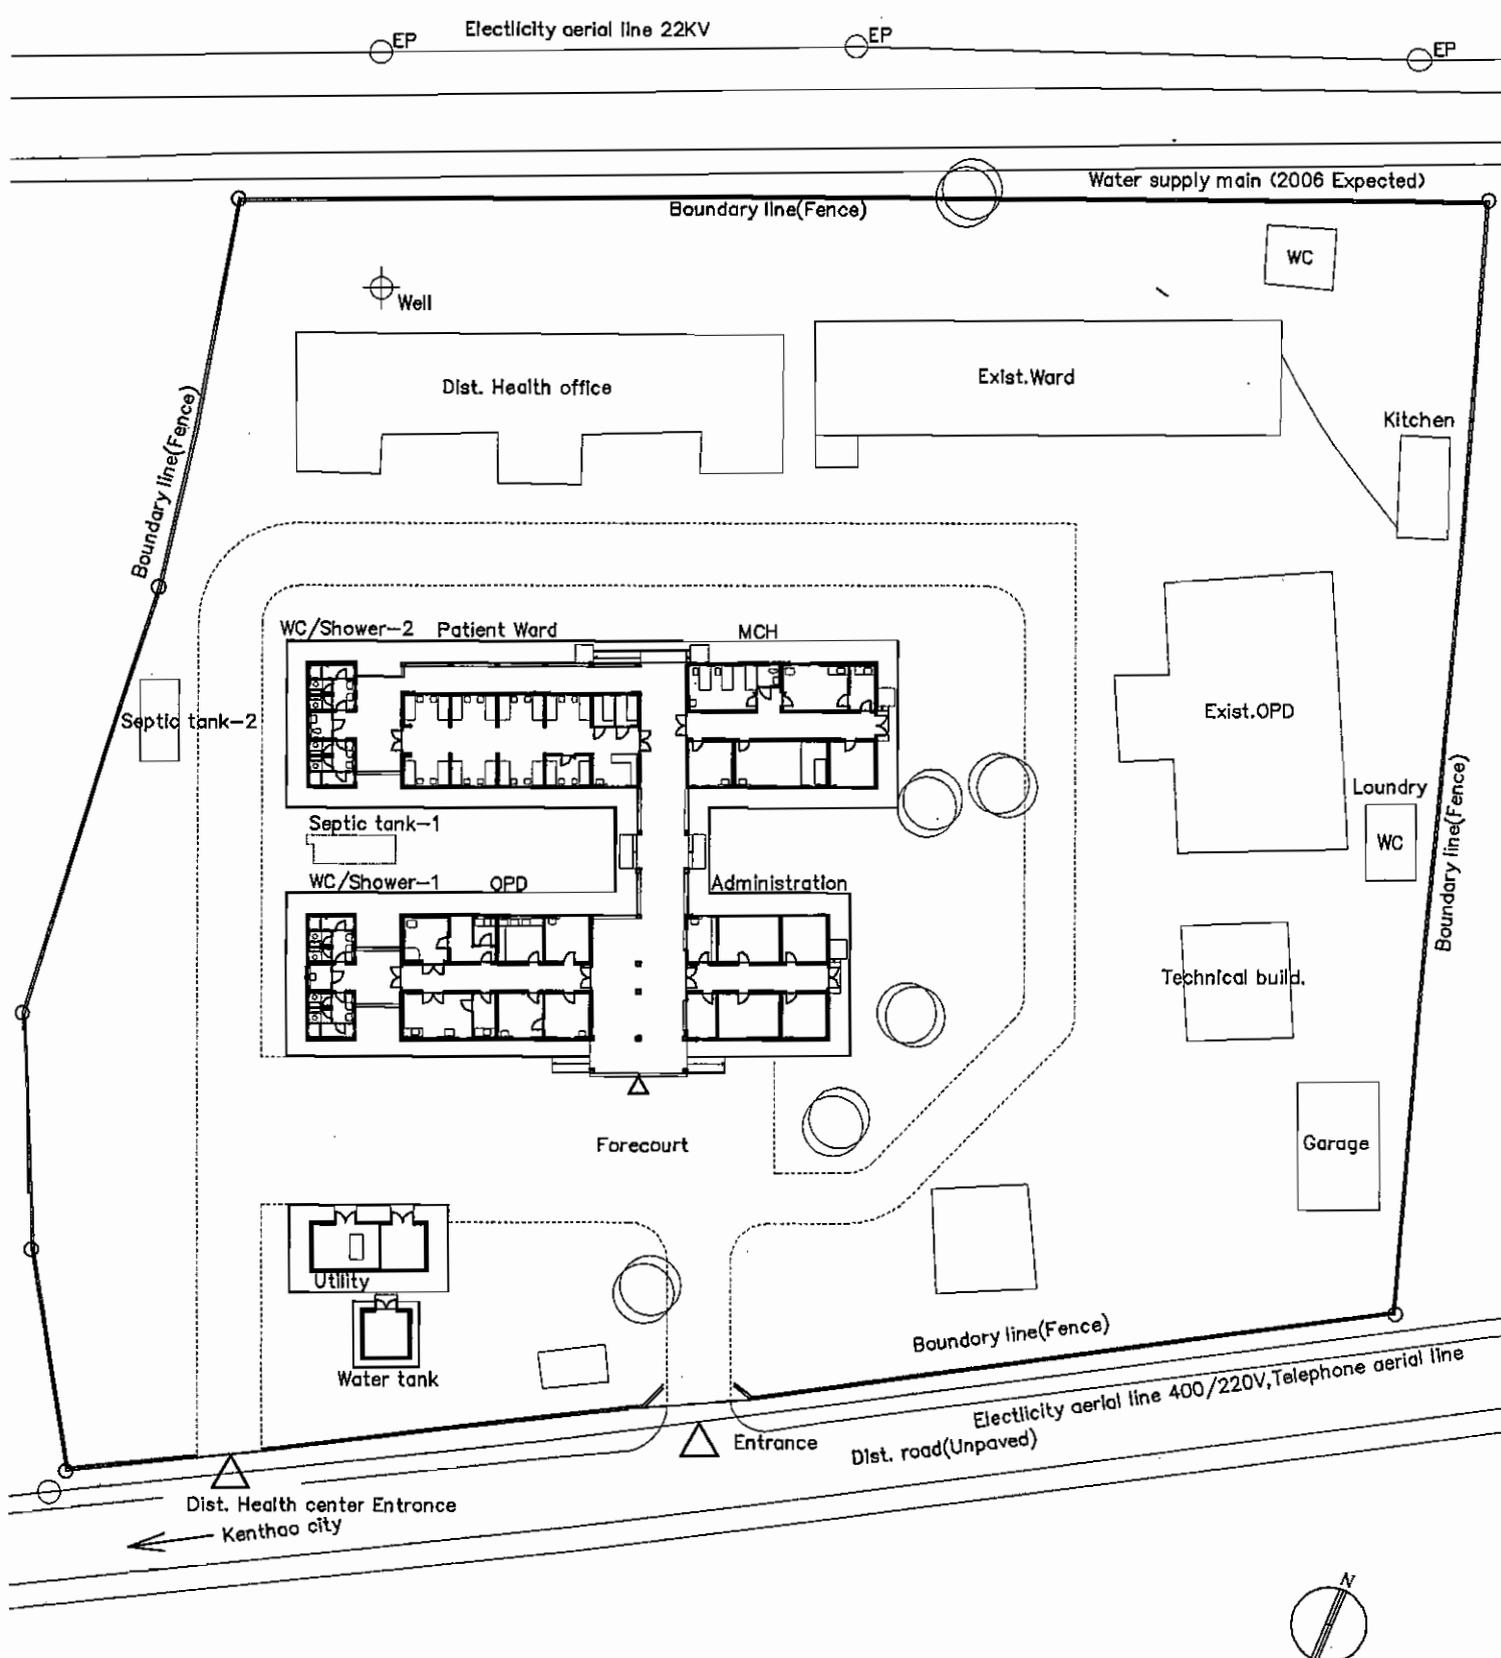 EP
Electlicity aerial line 22KV
EP
EP
Water supply main (2006 Expected)
Boundary line(Fence)
WC
Well
Dist. Health office
Exist.Ward
Kitchen
Boundary line(Fence)
WC/Shower-2
Patient Ward
MCH
Septic tank-2
Exist.OPD
Loundry
WC
Boundary line(Fence)
Septic tank-1
WC/Shower-1
OPD
Administration
Technical build.
Forecourt
Garage
Utility
Water tank
Boundory line(Fence)
Electlicity aerial line 400/220V,Telephone aerial line
Entrance
Dist. road(Unpaved)
Dist. Health center Entrance
Kenthao city
N